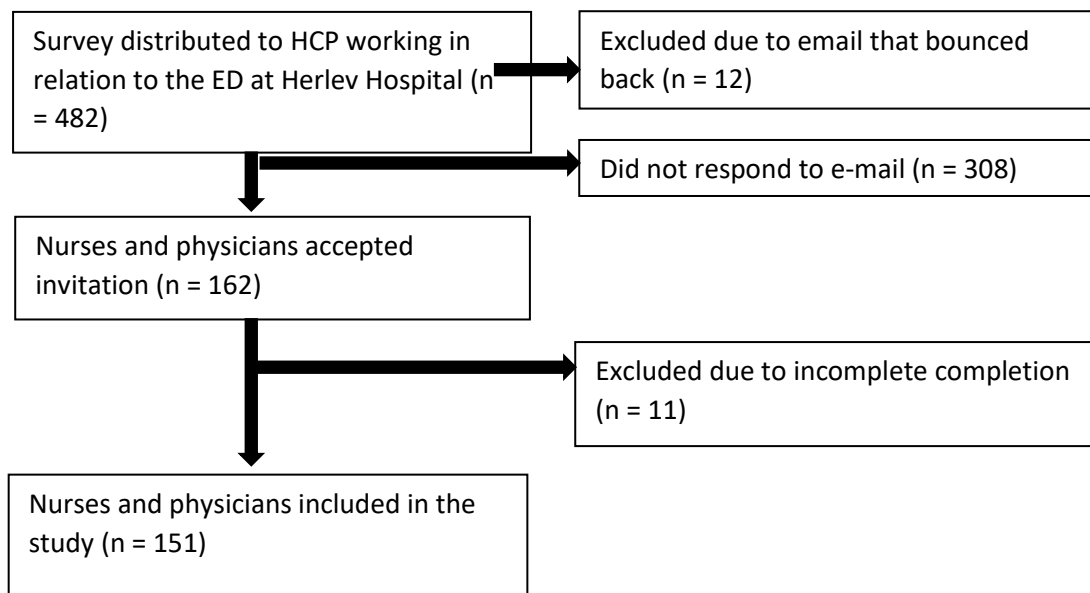 Survey distributed to HCP working in
relation to the ED at Herlev Hospital (n
= 482)
Excluded due to email that bounced
back (n = 12)
Did not respond to e-mail (n = 308)
Nurses and physicians accepted
invitation (n = 162)
Excluded due to incomplete completion
(n = 11)
Nurses and physicians included in the
study (n = 151)